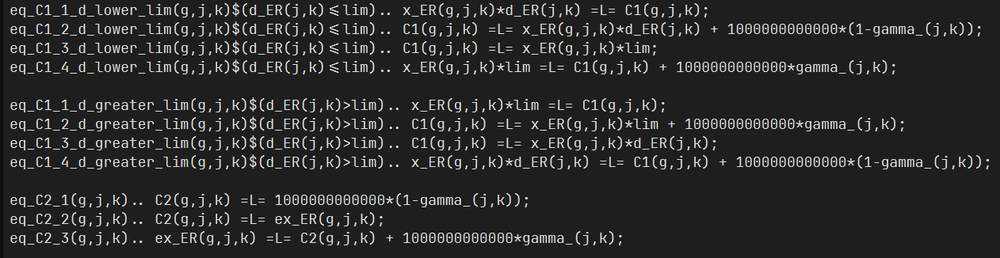 eq_C1_1_d_lower_lim(g,j,k)$(d_ER(j,k)<=lim).. x_ER(g,j,k)*d_ER(j,k) =L= C1(g,j,k);
eq_C1_2_d_lower_lim(g,j,k)$(d_ER(j,k)<=lim).. C1(g,j,k) =L= x_ER(g,j,k)*d_ER(j,k) + 1000000000000*(1-gamma_(j,k));
eq_C1_3_d_lower_lim(g,j,k)$(d_ER(j,k)<=lim).. C1(g,j,k) =L= x_ER(g,j,k)*lim;
eq_C1_4_d_lower_lim(g,j,k)$(d_ER(j,k)<=lim).. x_ER(g,j,k)*lim =L= C1(g,j,k) + 1000000000000*gamma_(j,k);
eq_C1_1_d_greater_lim(g,j,k)$(d_ER(j,k)>lim).. x_ER(g,j,k)*lim =L= C1(g,j,k);
eq_C1_2_d_greater_lim(g,j,k)$(d_ER(j,k)>lim).. C1(g,j,k) =L= x_ER(g,j,k)*lim + 1000000000000*gamma_(j,k);
eq_C1_3_d_greater_lim(g,j,k)$(d_ER(j,k)>lim).. C1(g,j,k) =L= x_ER(g,j,k)*d_ER(j,k);
eq_C1_4_d_greater_lim(g,j,k)$(d_ER(j,k)>lim).. x_ER(g,j,k)*d_ER(j,k) =L= C1(g,j,k) + 1000000000000*(1-gamma_(j,k));
eq_C2_1(g,j,k).. C2(g,j,k) =L= 1000000000000*(1-gamma_(j,k));
eq_C2_2(g,j,k).. C2(g,j,k) =L= ex_ER(g,j,k);
eq_C2_3(g,j,k).. ex_ER(g,j,k) =L= C2(g,j,k) + 1000000000000*gamma_(j,k);